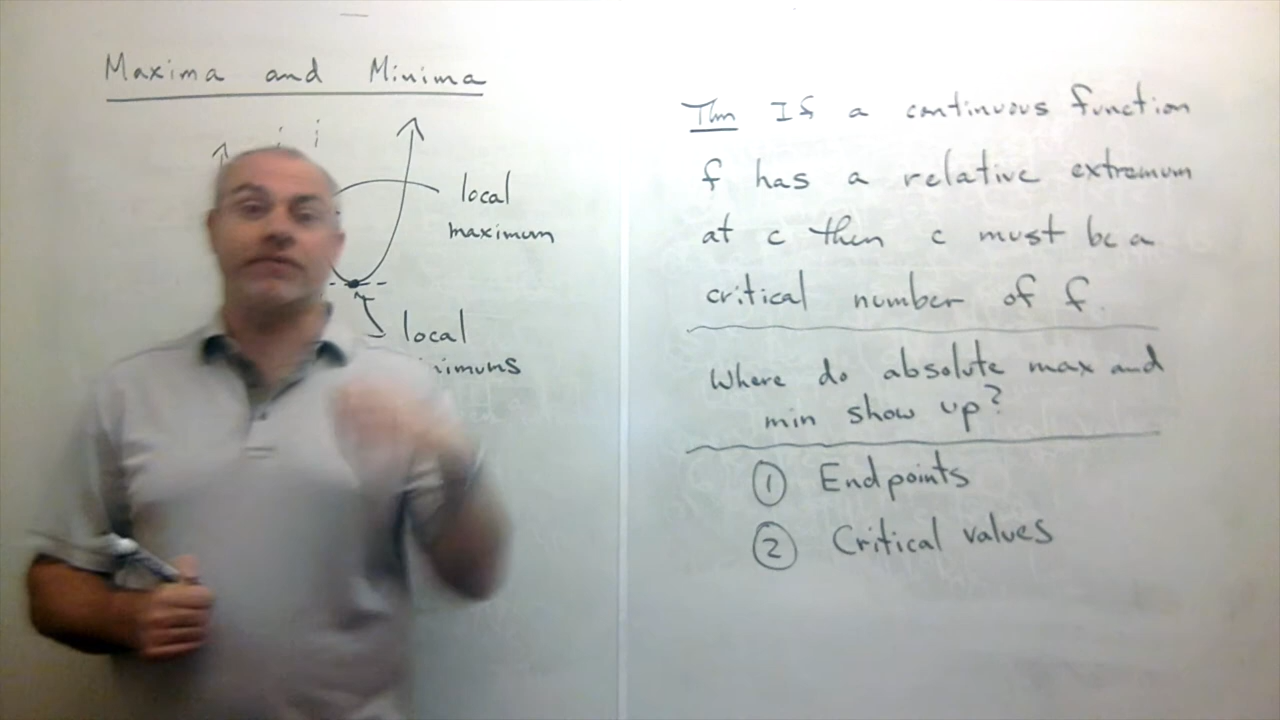 Maxima and Minima
local
maximum
local
Thm If a continuous function
f has a relative extremum
at c then c must be a
critical number of f.
Where do absolute max and
min show up?
① Endpoints
② Critical values